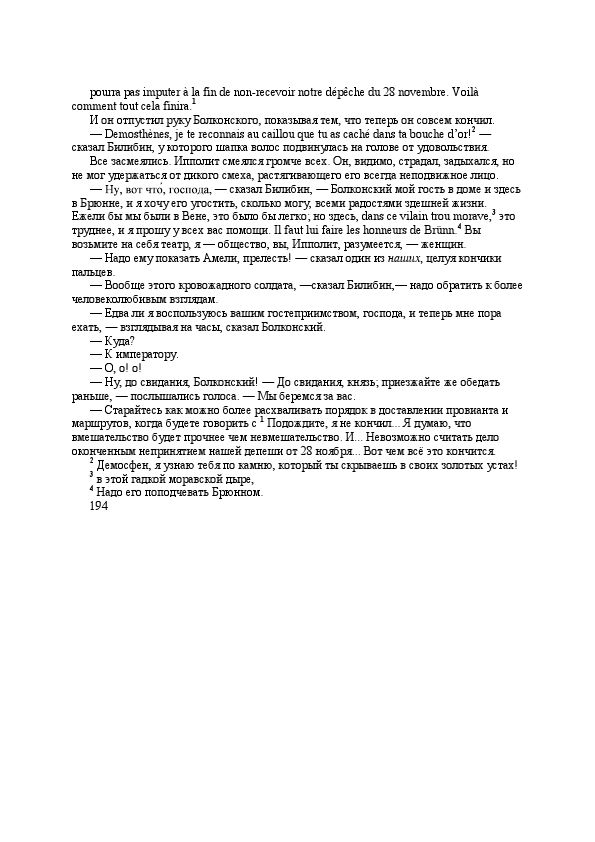 pourra pas imputer à la fin de non-recevoir notre dépêche du 28 novembre. Voilà
comment tout cela finira.¹
И он отпустил руку Болконского, показывая тем, что теперь он совсем кончил.
— Demosthènes, je te reconnais au caillou que tu as caché dans ta bouche d’or!² —
сказал Билибин, у которого шапка волос подвинулась на голове от удовольствия.
Все засмеялись. Ипполит смеялся громче всех. Он, видимо, страдал, задыхался, но
не мог удержаться от дикого смеха, растягивающего его всегда неподвижное лицо.
— Ну, вот что́, господа, — сказал Билибин, — Болконский мой гость в доме и здесь
в Брюнне, и я хочу его угостить, сколько могу, всеми радостями здешней жизни.
Ежели бы мы были в Вене, это было бы легко; но здесь, dans ce vilain trou morave,³ это
труднее, и я прошу у всех вас помощи. Il faut lui faire les honneurs de Brünn.⁴ Вы
возьмите на себя театр, я — общество, вы, Ипполит, разумеется, — женщин.
— Надо ему показать Амели, прелесть! — сказал один из наших, целуя кончики
пальцев.
— Вообще этого кровожадного солдата, —сказал Билибин,— надо обратить к более
человеколюбивым взглядам.
— Едва ли я воспользуюсь вашим гостеприимством, господа, и теперь мне пора
ехать, — взглядывая на часы, сказал Болконский.
— Куда?
— К императору.
— О, о! о!
— Ну, до свидания, Болконский! — До свидания, князь; приезжайте же обедать
раньше, — послышались голоса. — Мы беремся за вас.
— Старайтесь как можно более расхваливать порядок в доставлении провианта и
маршрутов, когда будете говорить с ¹ Подождите, я не кончил... Я думаю, что
вмешательство будет прочнее чем невмешательство. И... Невозможно считать дело
оконченным непринятием нашей депеши от 28 ноября... Вот чем всё это кончится.
² Демосфен, я узнаю тебя по камню, который ты скрываешь в своих золотых устах!
³ в этой гадкой моравской дыре,
⁴ Надо его поподчевать Брюнном.
194